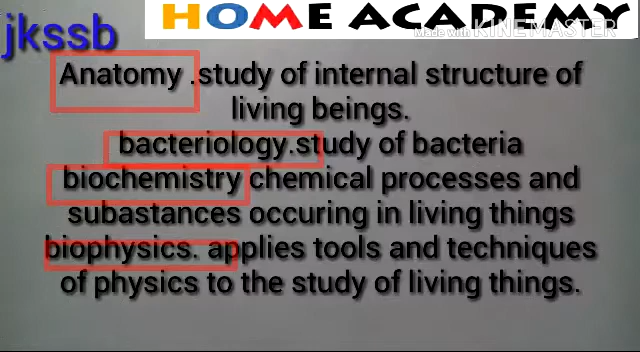 HOME ACADEMY
jkssb
Made with KINEMASTER
Anatomy .study of internal structure of
living beings.
bacteriology.study of bacteria
biochemistry chemical processes and
subastances occuring in living things
biophysics. applies tools and techniques
of physics to the study of living things.